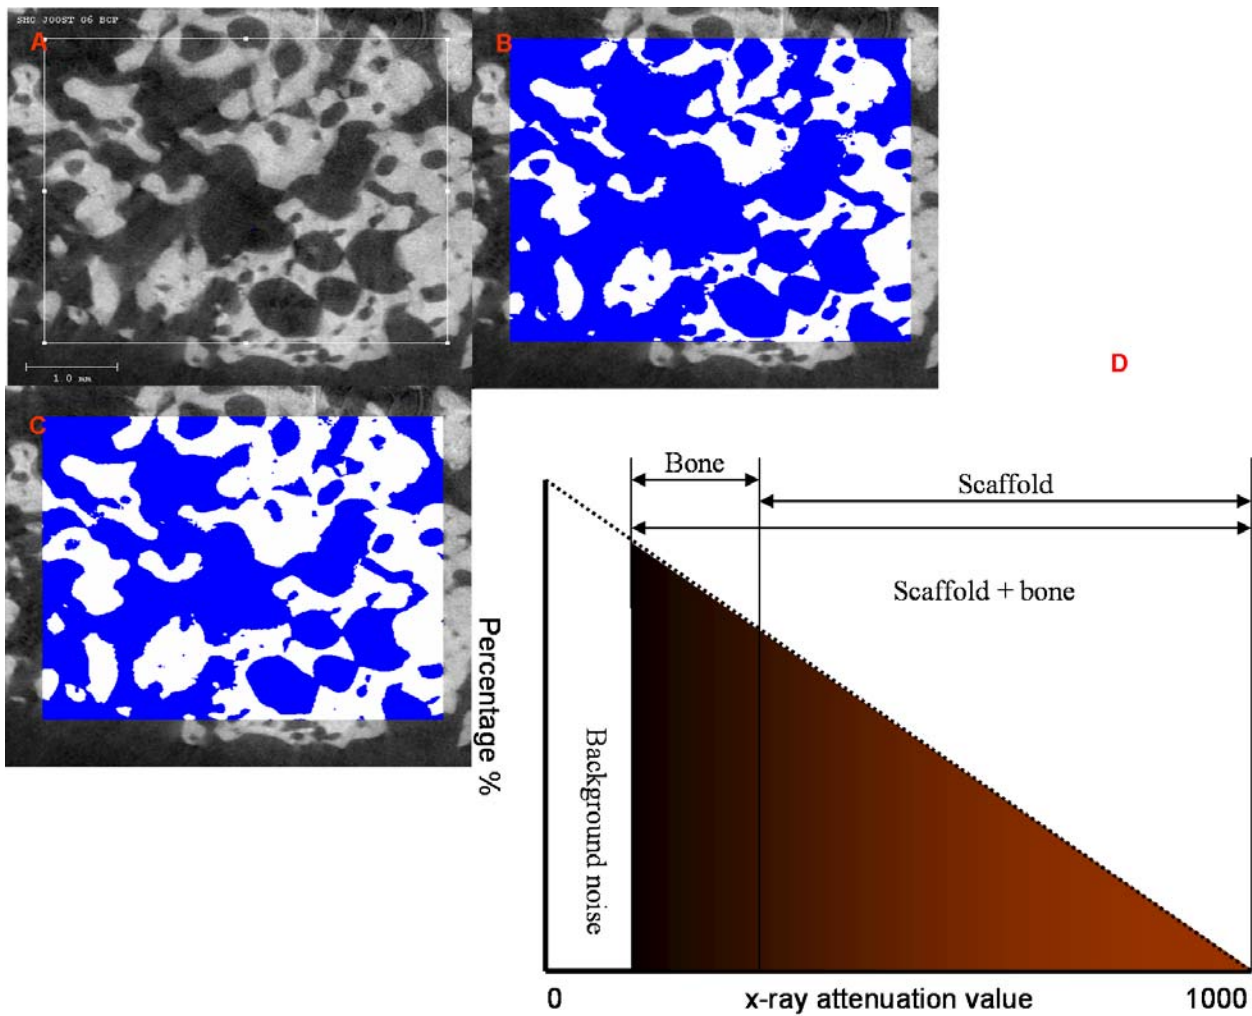 SHC JOOST 06 BCP
A
B
1.0 mm
C
D
Bone
Scaffold
Scaffold + bone
Percentage %
Background noise
0
x-ray attenuation value
1000